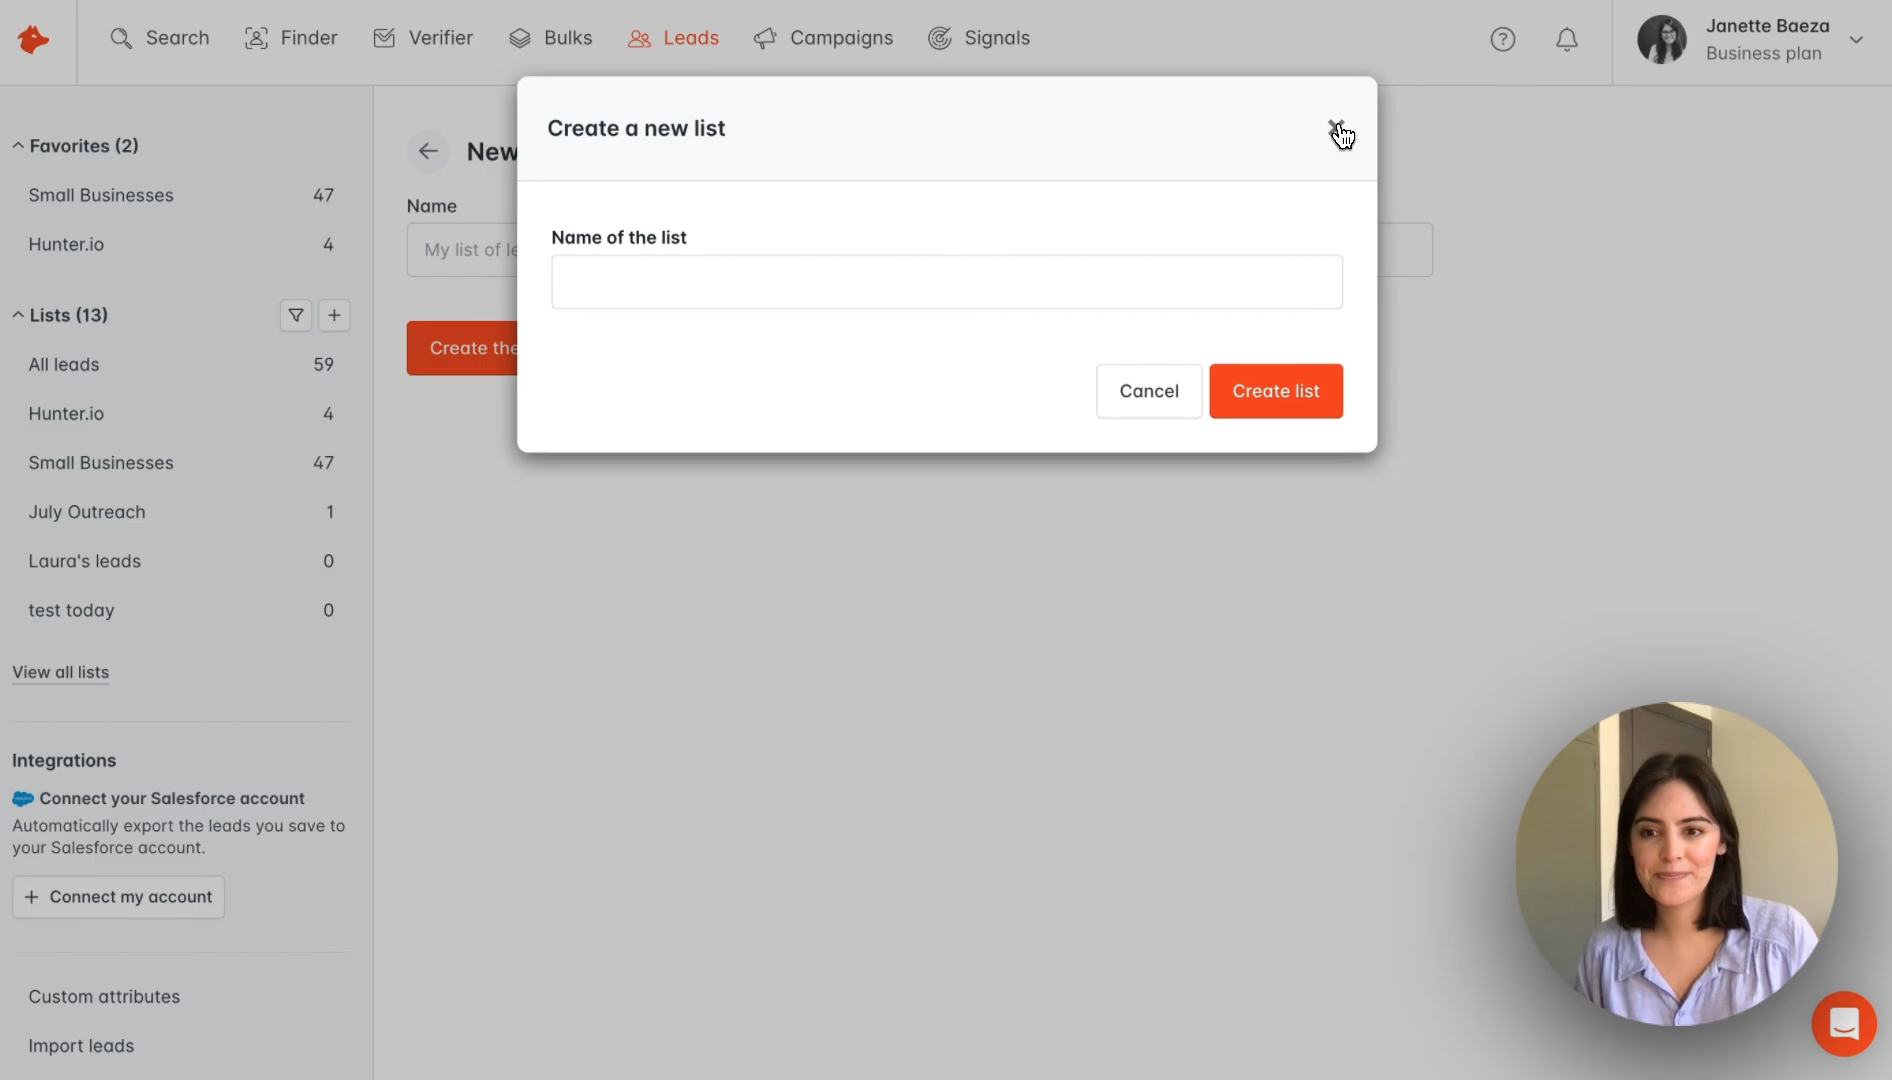 Search
Finder
Verifier
Bulks
Leads
Campaigns
Signals
Janette Baeza
Business plan
Create a new list
Name of the list
Cancel
Create list
Favorites (2)
Small Businesses 47
Hunter.io 4
Lists (13)
All leads 59
Hunter.io 4
Small Businesses 47
July Outreach 1
Laura's leads 0
test today 0
View all lists
Integrations
Connect your Salesforce account
Automatically export the leads you save to
your Salesforce account.
+ Connect my account
Custom attributes
Import leads
New
Name
My list of le
Create the